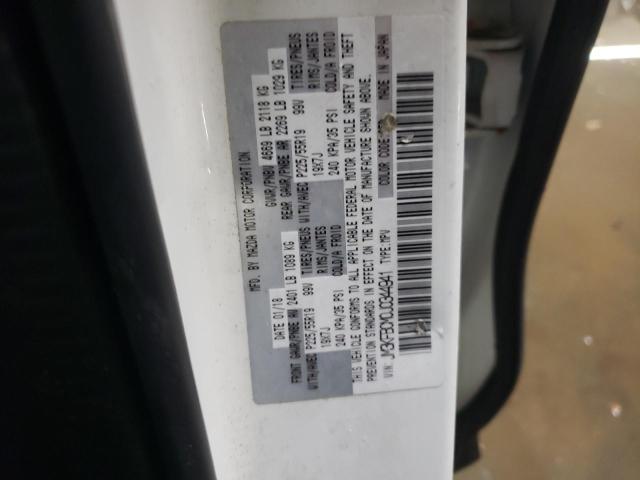 MFD. BY MAZDA MOTOR CORPORATION.
DATE 01/18 GVWR/PNBV 4669 LB 2118 KG
FRONT GAWR/PNBE AV 2401 LB 1089 KG REAR GAWR/PNBE AR 2269 LB 1029 KG
WITH/AVEC P225/55R19 99V TIRES/PNEUS WITH/AVEC P225/55R19 99V TIRES/PNEUS
19X7J RIMS/JANTES 19X7J RIMS/JANTES
240 KPA/35 PSI COLD/A FROID 240 KPA/35 PSI COLD/A FROID
THIS VEHICLE CONFORMS TO ALL APPLICABLE FEDERAL MOTOR VEHICLE SAFETY AND THEFT
PREVENTION STANDARDS IN EFFECT ON THE DATE OF MANUFACTURE SHOWN ABOVE.
VIN: TYPE: MPV COLOR CODE: MADE IN JAPAN